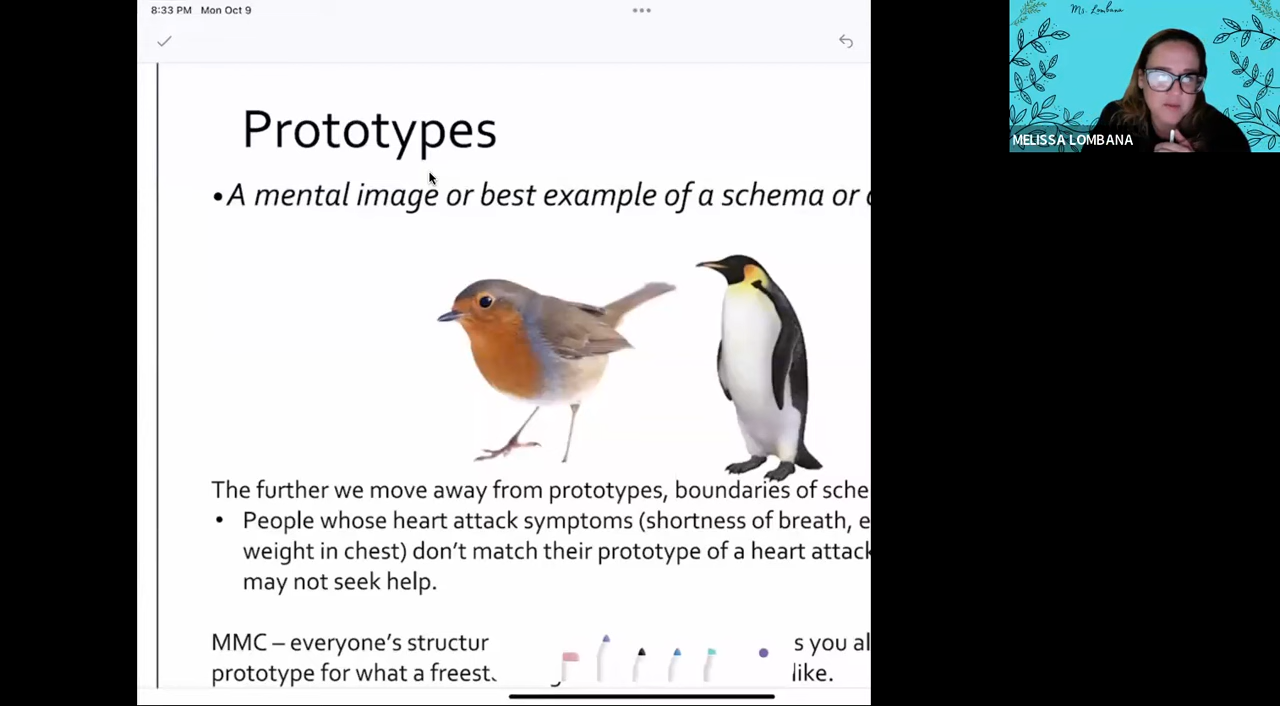 8:33 PM Mon Oct 9
Ms. Lombana
MELISSA LOMBANA
Prototypes
•A mental image or best example of a schema or
The further we move away from prototypes, boundaries of sche
• People whose heart attack symptoms (shortness of breath, e
weight in chest) don't match their prototype of a heart attack
may not seek help.
MMC – everyone's structur s you al
prototype for what a freest like.